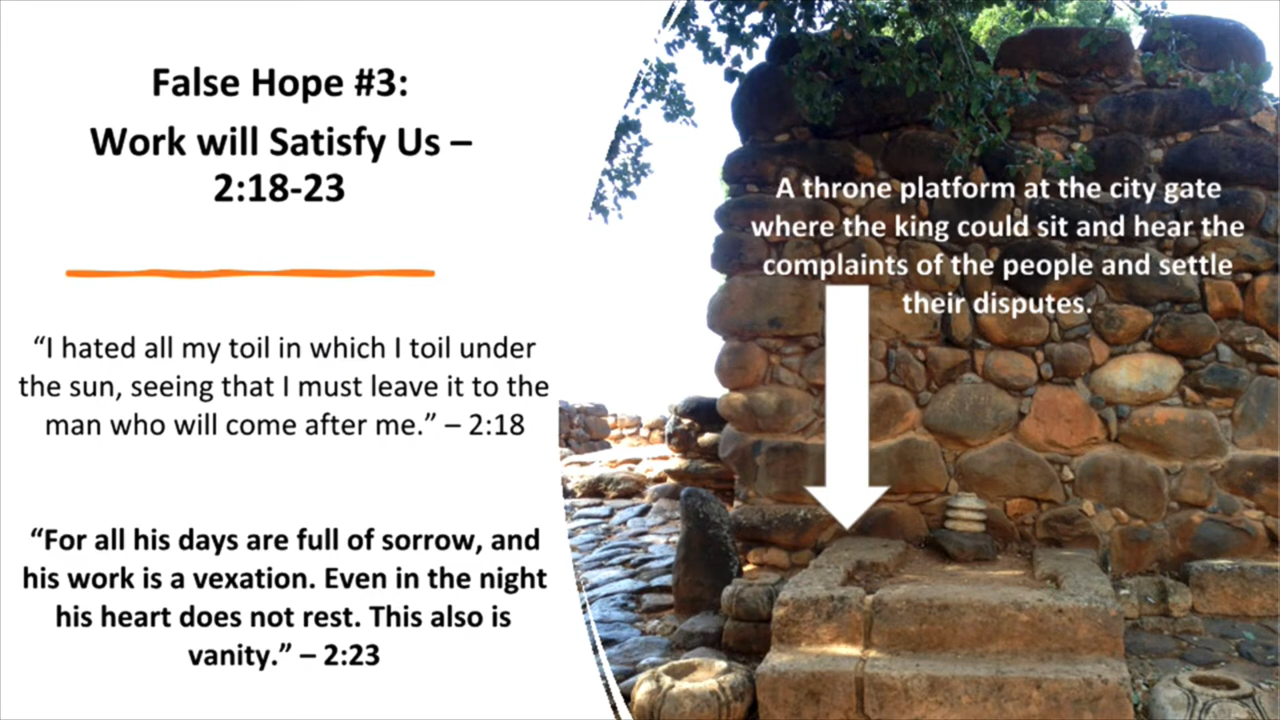 False Hope #3:
Work will Satisfy Us –
2:18-23
“I hated all my toil in which I toil under
the sun, seeing that I must leave it to the
man who will come after me.” – 2:18
“For all his days are full of sorrow, and
his work is a vexation. Even in the night
his heart does not rest. This also is
vanity.” – 2:23
A throne platform at the city gate
where the king could sit and hear the
complaints of the people and settle
their disputes.